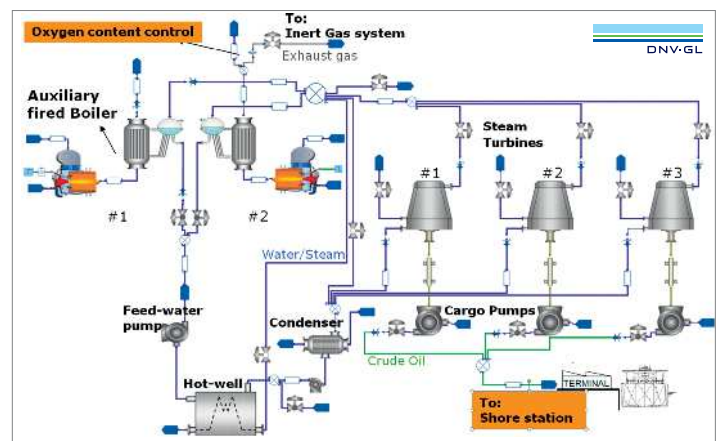 Oxygen content control
To:
Inert Gas system
Exhaust gas
DNV·GL
Auxiliary
fired Boiler
Steam
Turbines
#1
#2
#3
#1
#2
Water/Steam
Feed-water
pump
Condenser
Cargo Pumps
Crude Oil
Hot-well
TERMINAL
To:
Shore station